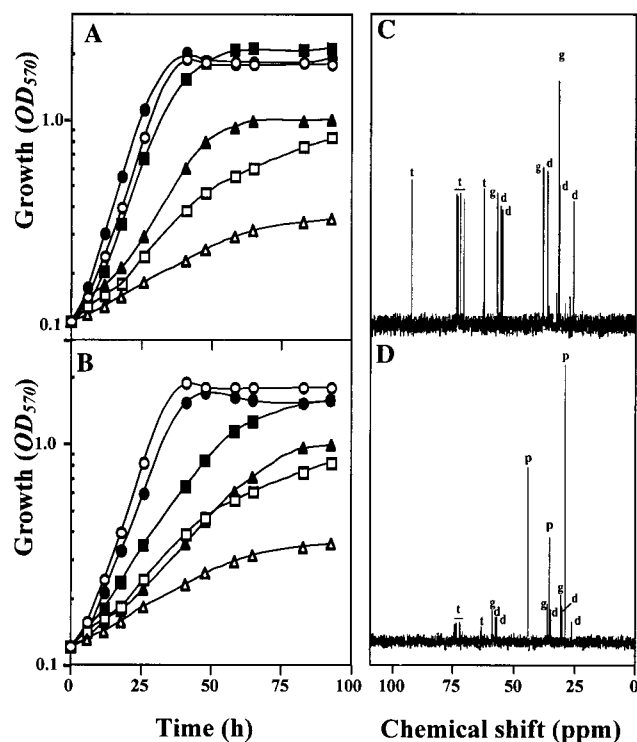 A
1.0
0.1
Growth (OD570)
B
1.0
0.1
Growth (OD570)
0 25 50 75 100
Time (h)
C
t t t g d d g d g d d
D
t t g d d p p g d g d d p
100 75 50 25
Chemical shift (ppm)